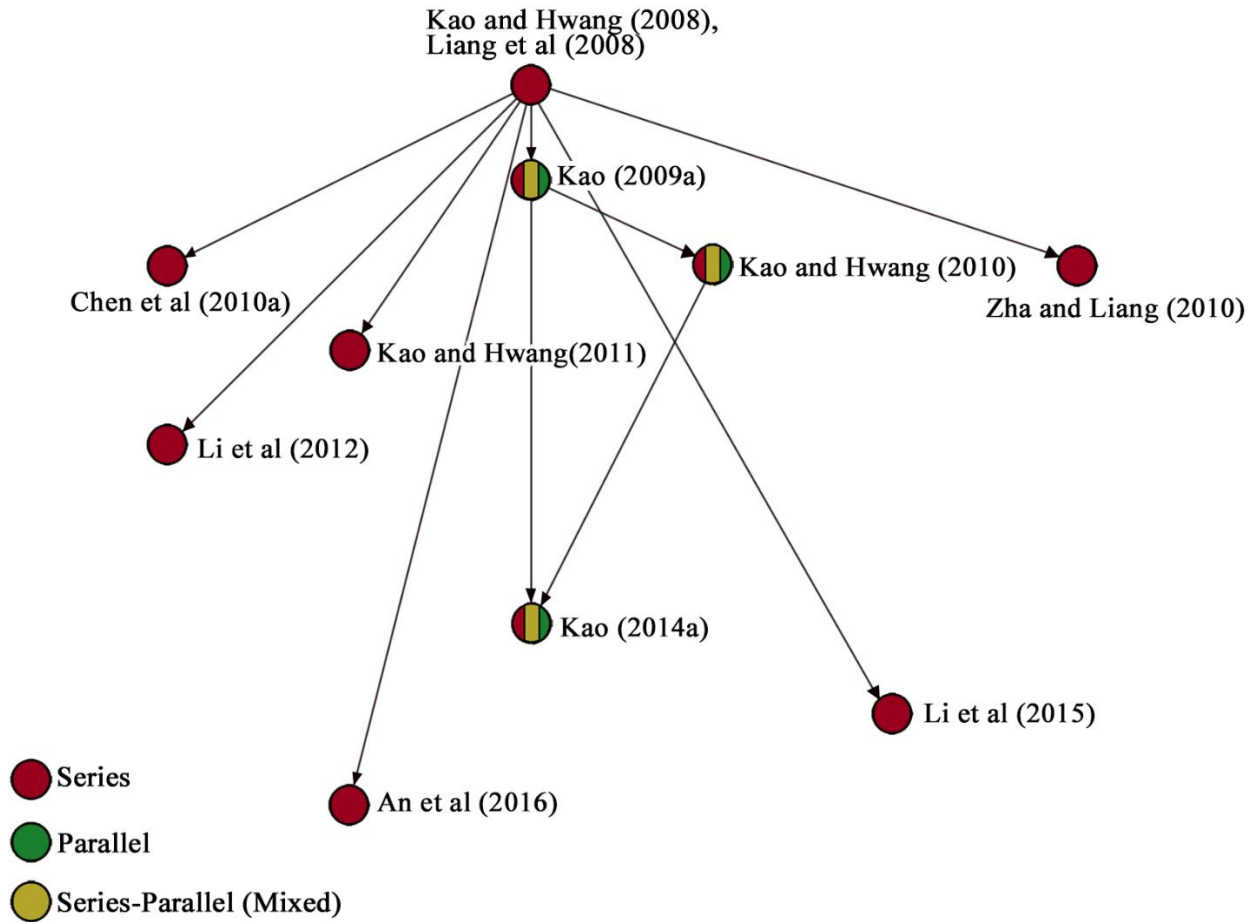 Kao and Hwang (2008),
Liang et al (2008)
Kao (2009a)
Kao and Hwang (2010)
Chen et al (2010a)
Zha and Liang (2010)
Kao and Hwang(2011)
Li et al (2012)
Kao (2014a)
Li et al (2015)
An et al (2016)
Series
Parallel
Series-Parallel (Mixed)